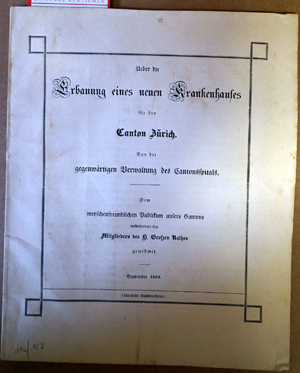 Ueber die
Erbauung eines neuen Krankenhauses
für den
Canton Zürich.
Von der
gegenwärtigen Verwaltung des Cantonsspitals.
Dem
menschenfreundlichen Publikum unsers Cantons
insbesondere den
Mitgliedern des H. Großen Rathes
gewidmet.
September